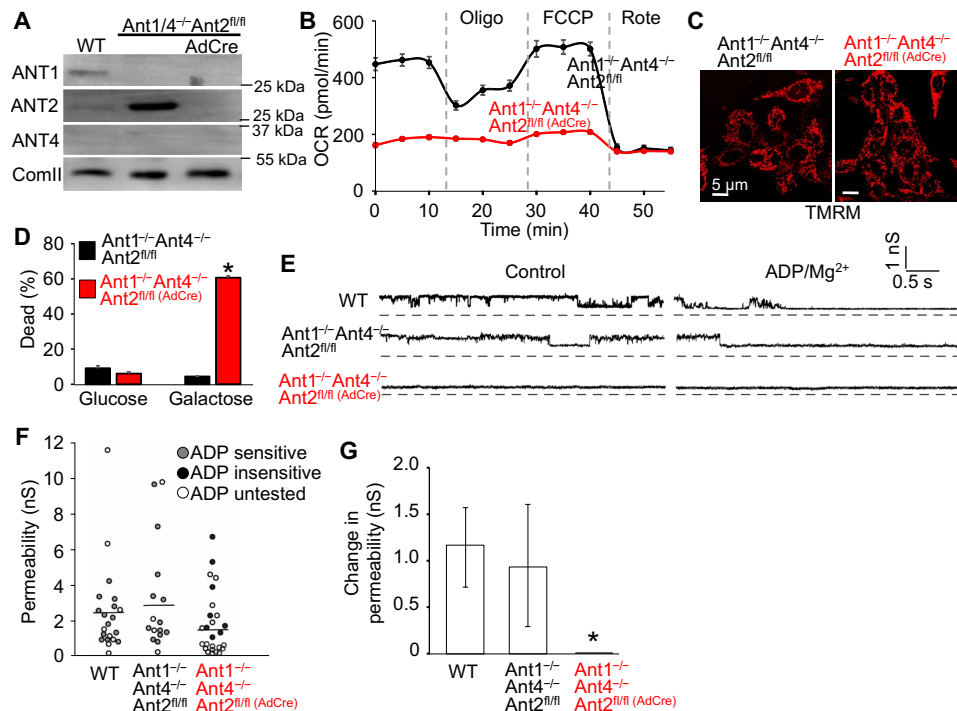 A
Ant1/4⁻/⁻Ant2fl/fl
WT
AdCre
ANT1
25 kDa
ANT2
25 kDa
37 kDa
ANT4
55 kDa
ComII
B
Oligo
FCCP
Rote
OCR (pmol/min)
600
400
200
0
Ant1⁻/⁻Ant4⁻/⁻
Ant2fl/fl
Ant1⁻/⁻Ant4⁻/⁻
Ant2fl/fl (AdCre)
0 10 20 30 40 50
Time (min)
C
Ant1⁻/⁻Ant4⁻/⁻
Ant2fl/fl
Ant1⁻/⁻Ant4⁻/⁻
Ant2fl/fl (AdCre)
5 µm
TMRM
D
Ant1⁻/⁻Ant4⁻/⁻
Ant2fl/fl
Ant1⁻/⁻Ant4⁻/⁻
Ant2fl/fl (AdCre)
Dead (%)
80
60
40
20
0
*
Glucose Galactose
E
Control
ADP/Mg²⁺
1 nS
0.5 s
WT
Ant1⁻/⁻Ant4⁻/⁻
Ant2fl/fl
Ant1⁻/⁻Ant4⁻/⁻
Ant2fl/fl (AdCre)
F
Permeability (nS)
12
10
8
6
4
2
0
ADP sensitive
ADP insensitive
ADP untested
WT
Ant1⁻/⁻
Ant4⁻/⁻
Ant2fl/fl
Ant1⁻/⁻
Ant4⁻/⁻
Ant2fl/fl (AdCre)
G
Change in
permeability (nS)
2.0
1.5
1.0
0.5
0
*
WT
Ant1⁻/⁻
Ant4⁻/⁻
Ant2fl/fl
Ant1⁻/⁻
Ant4⁻/⁻
Ant2fl/fl (AdCre)